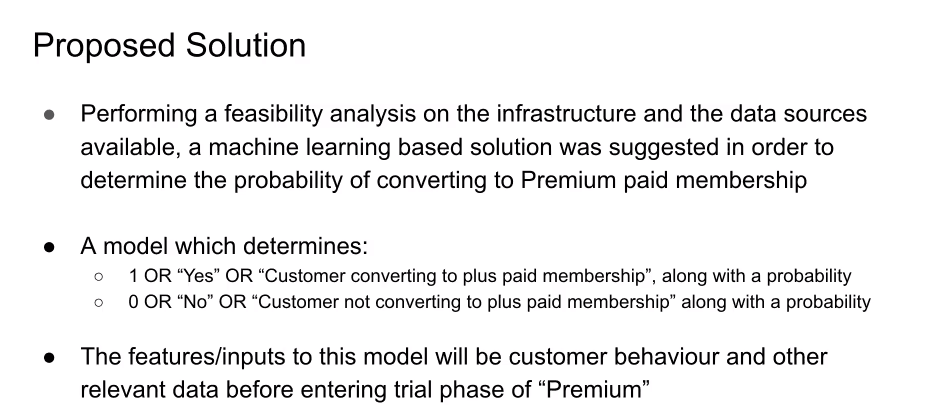 Proposed Solution
● Performing a feasibility analysis on the infrastructure and the data sources
available, a machine learning based solution was suggested in order to
determine the probability of converting to Premium paid membership
● A model which determines:
○ 1 OR “Yes” OR “Customer converting to plus paid membership”, along with a probability
○ 0 OR “No” OR “Customer not converting to plus paid membership” along with a probability
● The features/inputs to this model will be customer behaviour and other
relevant data before entering trial phase of “Premium”